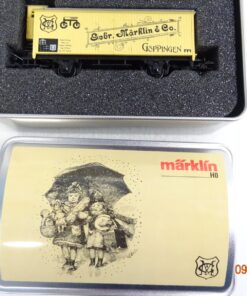 Gebr. Märklin & Co.
GÖPPINGEN
märklin
H0
09